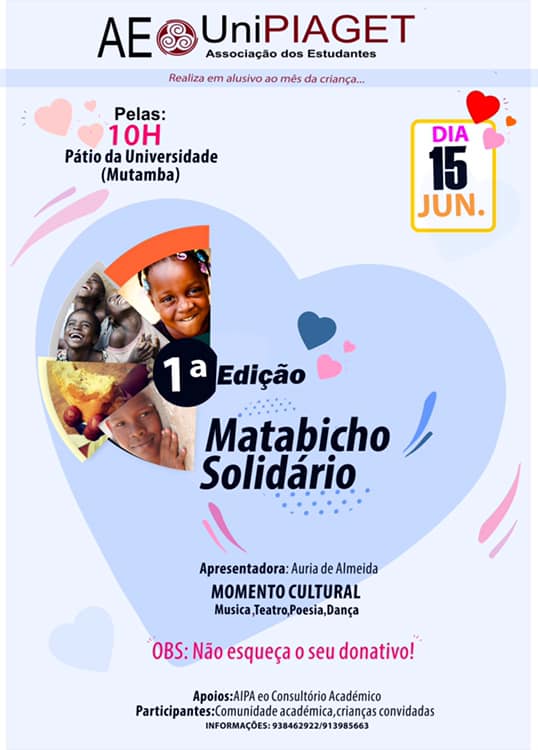 AE UniPIAGET
Associação dos Estudantes
Realiza em alusivo ao mês da criança...
Pelas:
10H
Pátio da Universidade
(Mutamba)
DIA
15
JUN.
1ª Edição
Matabicho
Solidário
Apresentadora: Auria de Almeida
MOMENTO CULTURAL
Musica ,Teatro,Poesia,Dança
OBS: Não esqueça o seu donativo!
Apoios:AIPA eo Consultório Académico
Participantes:Comunidade académica,crianças convidadas
INFORMAÇÕES: 938462922/913985663